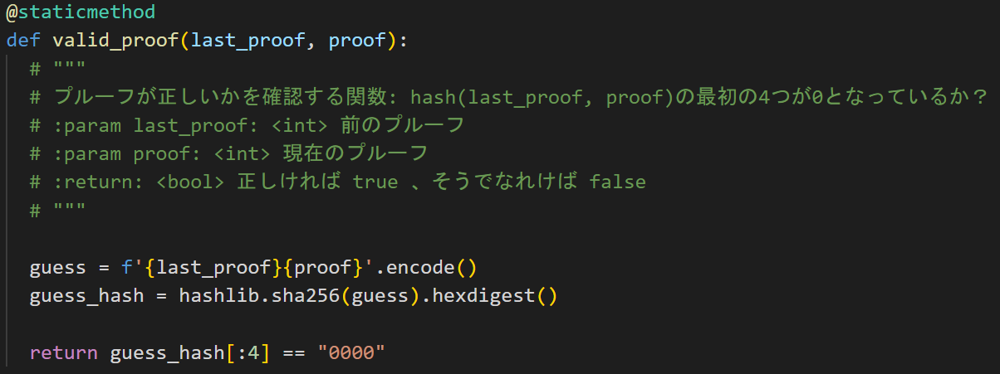 @staticmethod
def valid_proof(last_proof, proof):
  # """
  # プルーフが正しいかを確認する関数: hash(last_proof, proof)の最初の4つが0となっているか？
  # :param last_proof: <int> 前のプルーフ
  # :param proof: <int> 現在のプルーフ
  # :return: <bool> 正しければ true 、そうでなれけば false
  # """

  guess = f'{last_proof}{proof}'.encode()
  guess_hash = hashlib.sha256(guess).hexdigest()

  return guess_hash[:4] == "0000"